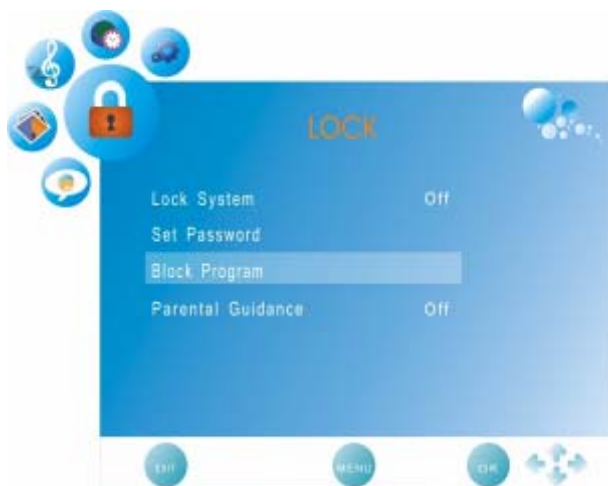 LOCK
Lock System Off
Set Password
Block Program
Parental Guidance Off
EXIT MENU OK